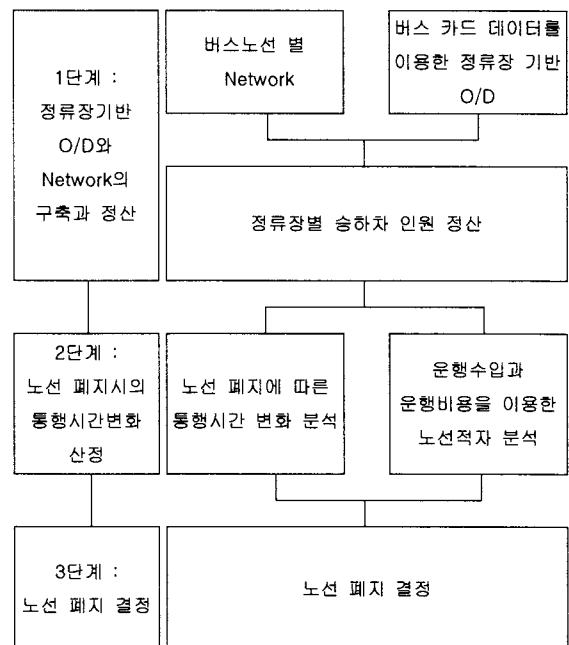 1단계 :
정류장기반
O/D와
Network의
구축과 정산
버스노선 별
Network
버스 카드 데이터를
이용한 정류장 기반
O/D
정류장별 승하차 인원 정산
2단계 :
노선 폐지시의
통행시간변화
산정
노선 폐지에 따른
통행시간 변화 분석
운행수입과
운행비용을 이용한
노선적자 분석
3단계 :
노선 폐지 결정
노선 폐지 결정